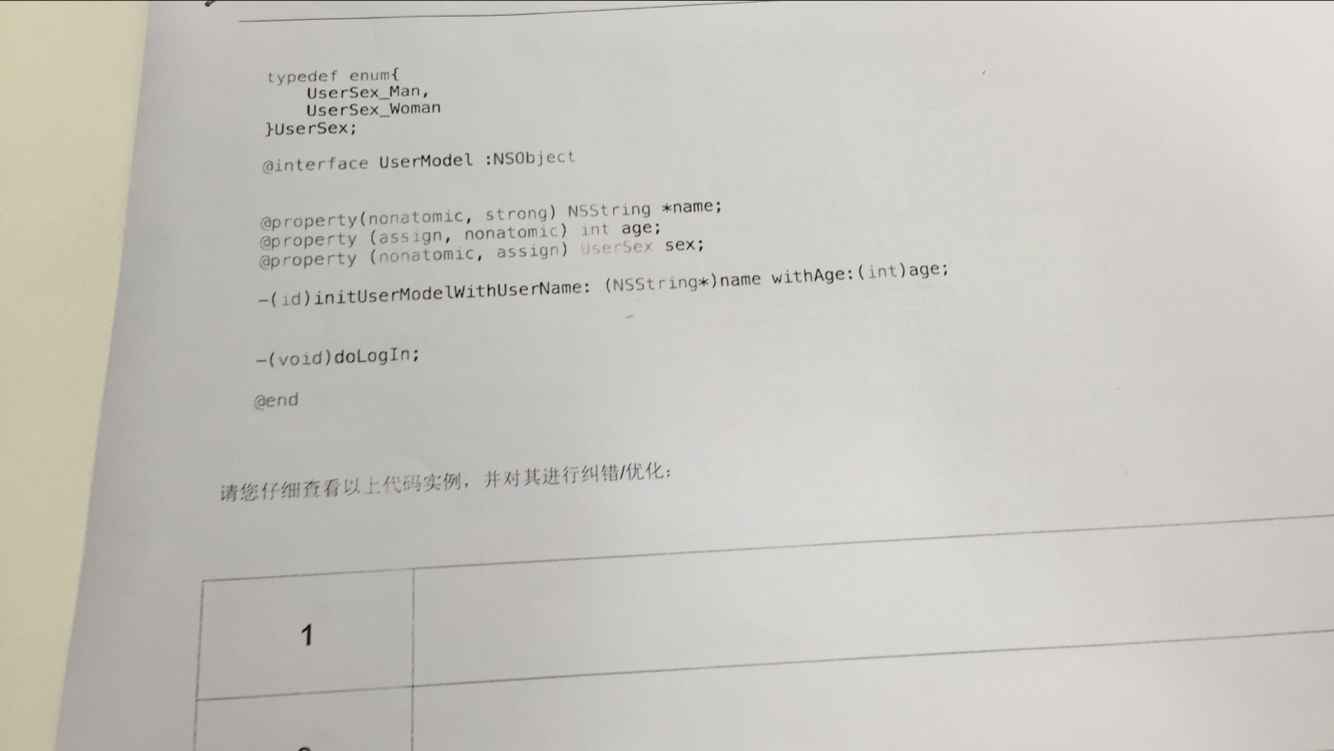 typedef enum{
UserSex_Man,
UserSex_Woman
}UserSex;
@interface UserModel :NSObject
@property(nonatomic, strong) NSString *name;
@property (assign, nonatomic) int age;
@property (nonatomic, assign) UserSex sex;
-(id)initUserModelWithUserName: (NSString*)name withAge:(int)age;
-(void)doLogIn;
@end
请您仔细查看以上代码实例，并对其进行纠错/优化：
1